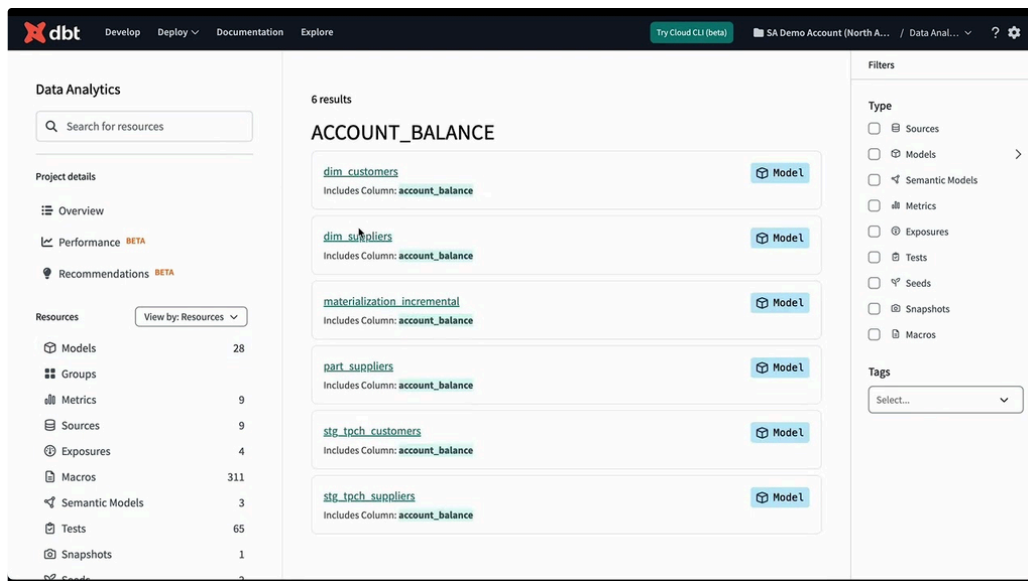 dbt Develop Deploy Documentation Explore Try Cloud CLI (beta) SA Demo Account (North A... / Data Anal... ?
Data Analytics
Search for resources
Project details
Overview
Performance BETA
Recommendations BETA
Resources View by: Resources
Models 28
Groups
Metrics 9
Sources 9
Exposures 4
Macros 311
Semantic Models 3
Tests 65
Snapshots 1
6 results
ACCOUNT_BALANCE
dim_customers Model
Includes Column: account_balance
dim_suppliers Model
Includes Column: account_balance
materialization_incremental Model
Includes Column: account_balance
part_suppliers Model
Includes Column: account_balance
stg_tpch_customers Model
Includes Column: account_balance
stg_tpch_suppliers Model
Includes Column: account_balance
Filters
Type
Sources
Models
Semantic Models
Metrics
Exposures
Tests
Seeds
Snapshots
Macros
Tags
Select...